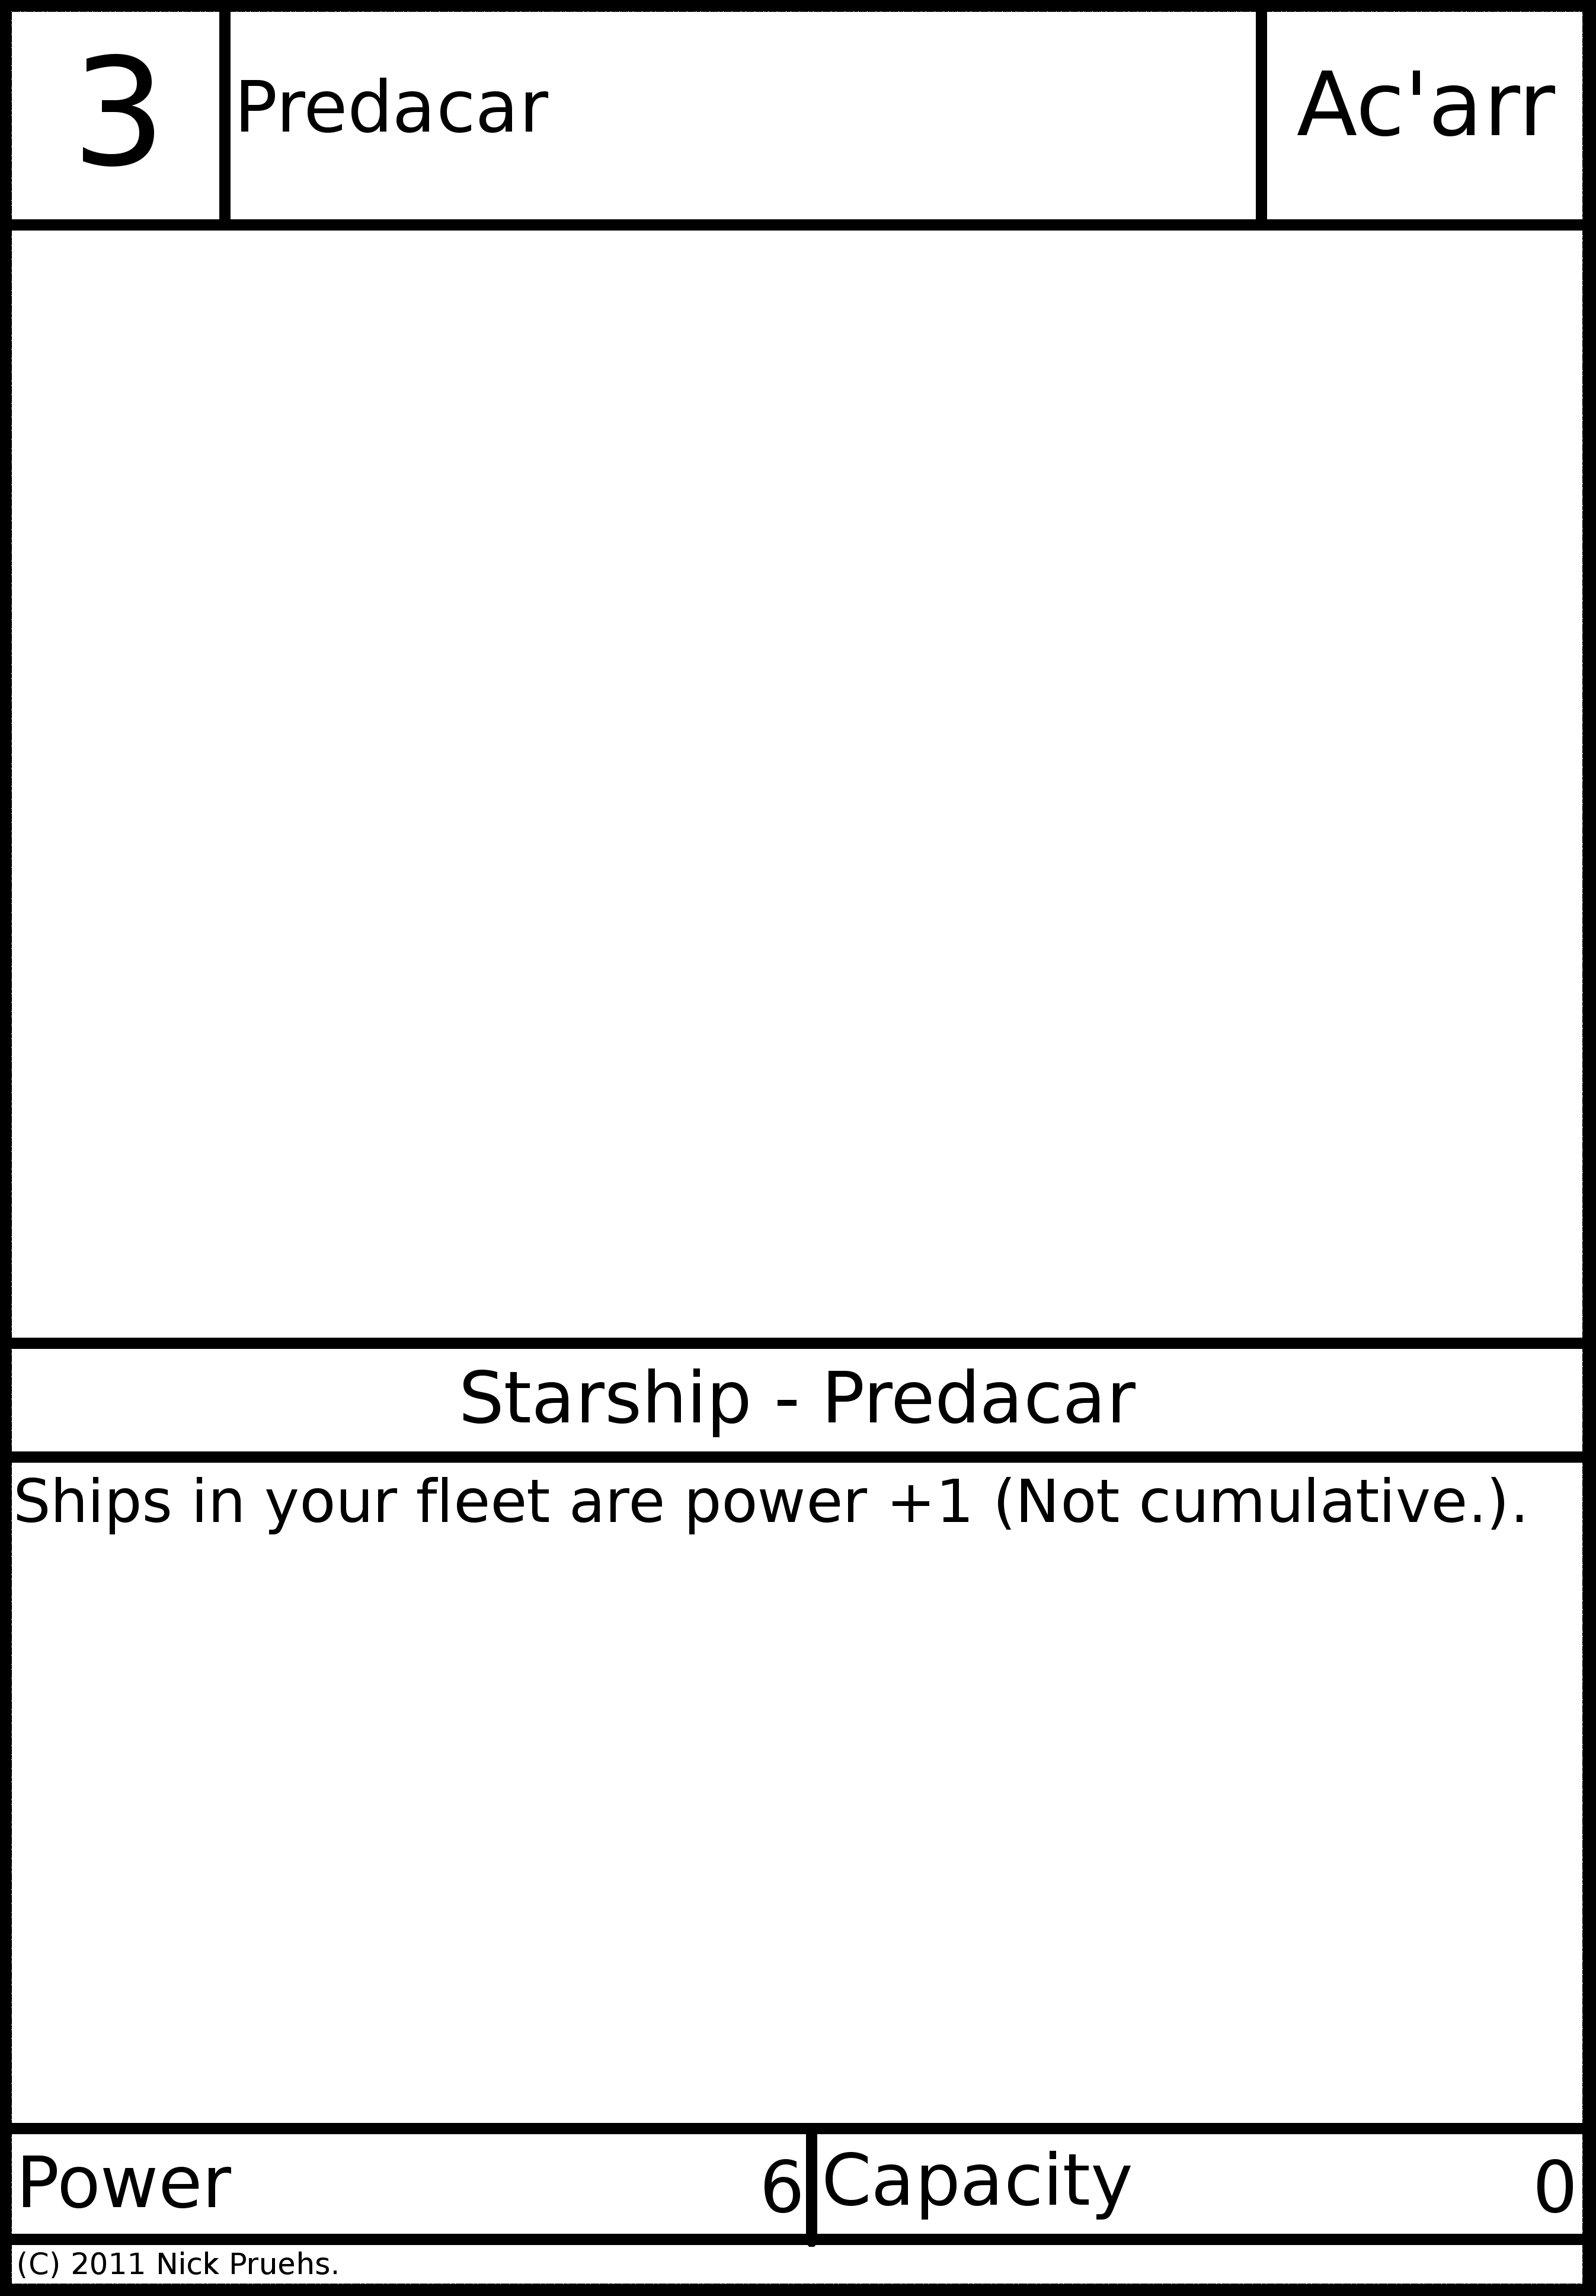 3
Predacar
Ac'arr
Starship - Predacar
Ships in your fleet are power +1 (Not cumulative.).
Power 6
Capacity 0
(C) 2011 Nick Pruehs.